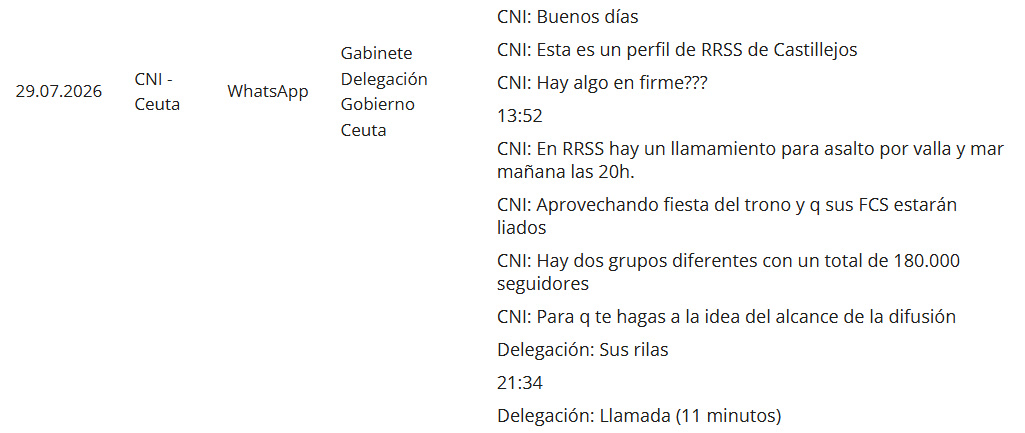 29.07.2026
CNI -
Ceuta
WhatsApp
Gabinete
Delegación
Gobierno
Ceuta
CNI: Buenos días
CNI: Esta es un perfil de RRSS de Castillejos
CNI: Hay algo en firme???
13:52
CNI: En RRSS hay un llamamiento para asalto por valla y mar
mañana las 20h.
CNI: Aprovechando fiesta del trono y q sus FCS estarán
liados
CNI: Hay dos grupos diferentes con un total de 180.000
seguidores
CNI: Para q te hagas a la idea del alcance de la difusión
Delegación: Sus rilas
21:34
Delegación: Llamada (11 minutos)